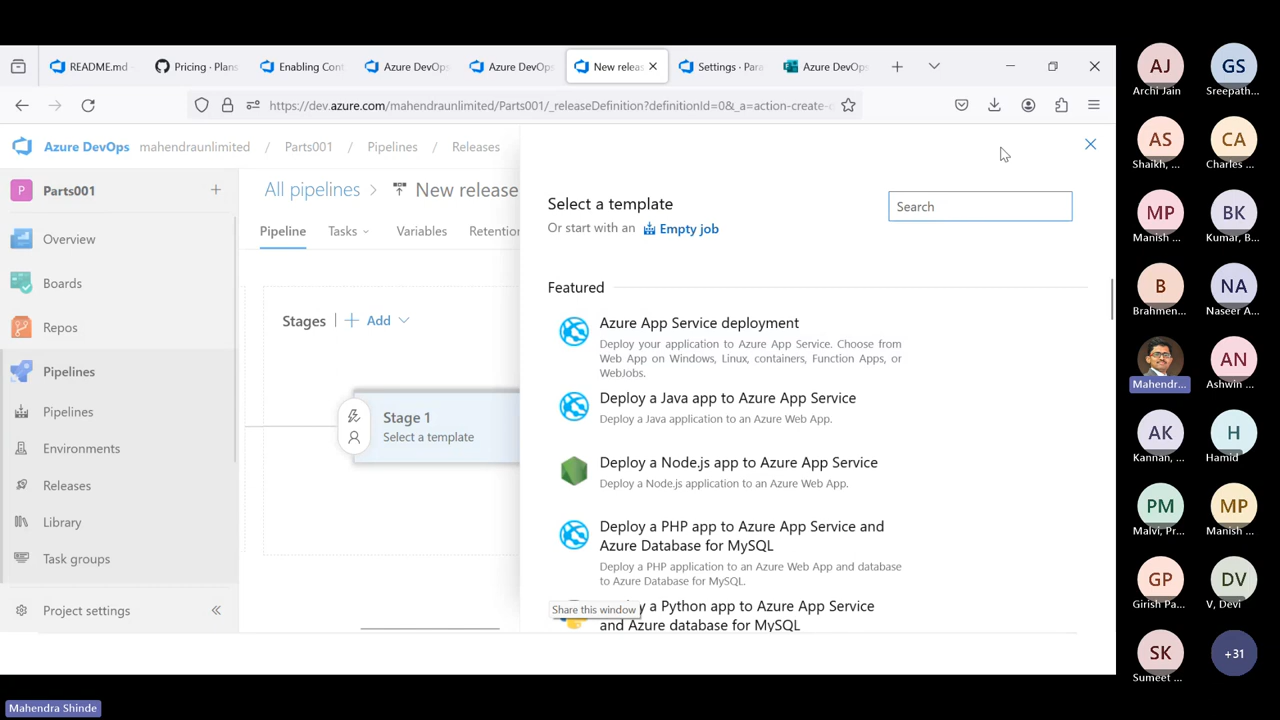 README.md
Pricing · Plans
Enabling Cont
Azure DevOps
Azure DevOps
New releas
Settings · Para
Azure DevOps
https://dev.azure.com/mahendraunlimited/Parts001/_releaseDefinition?definitionId=0&_a=action-create-d
Azure DevOps mahendraunlimited / Parts001 / Pipelines / Releases
P Parts001
Overview
Boards
Repos
Pipelines
Pipelines
Environments
Releases
Library
Task groups
Project settings
All pipelines > New release
Pipeline Tasks Variables Retention
Stages | + Add
Stage 1
Select a template
Select a template
Search
Or start with an Empty job
Featured
Azure App Service deployment
Deploy your application to Azure App Service. Choose from
Web App on Windows, Linux, containers, Function Apps, or
WebJobs.
Deploy a Java app to Azure App Service
Deploy a Java application to an Azure Web App.
Deploy a Node.js app to Azure App Service
Deploy a Node.js application to an Azure Web App.
Deploy a PHP app to Azure App Service and
Azure Database for MySQL
Deploy a PHP application to an Azure Web App and database
to Azure Database for MySQL.
Share this window
y a Python app to Azure App Service
and Azure database for MySQL
AJ
Archi Jain
GS
Sreepath...
AS
Shaikh, ...
CA
Charles ...
MP
Manish ...
BK
Kumar, B...
B
Brahmen...
NA
Naseer A...
Mahendr...
AN
Ashwin ...
AK
Kannan, ...
H
Hamid
PM
Malvi, Pr...
MP
Manish ...
GP
Girish Pa...
DV
V, Devi
SK
Sumeet ...
+31
Mahendra Shinde